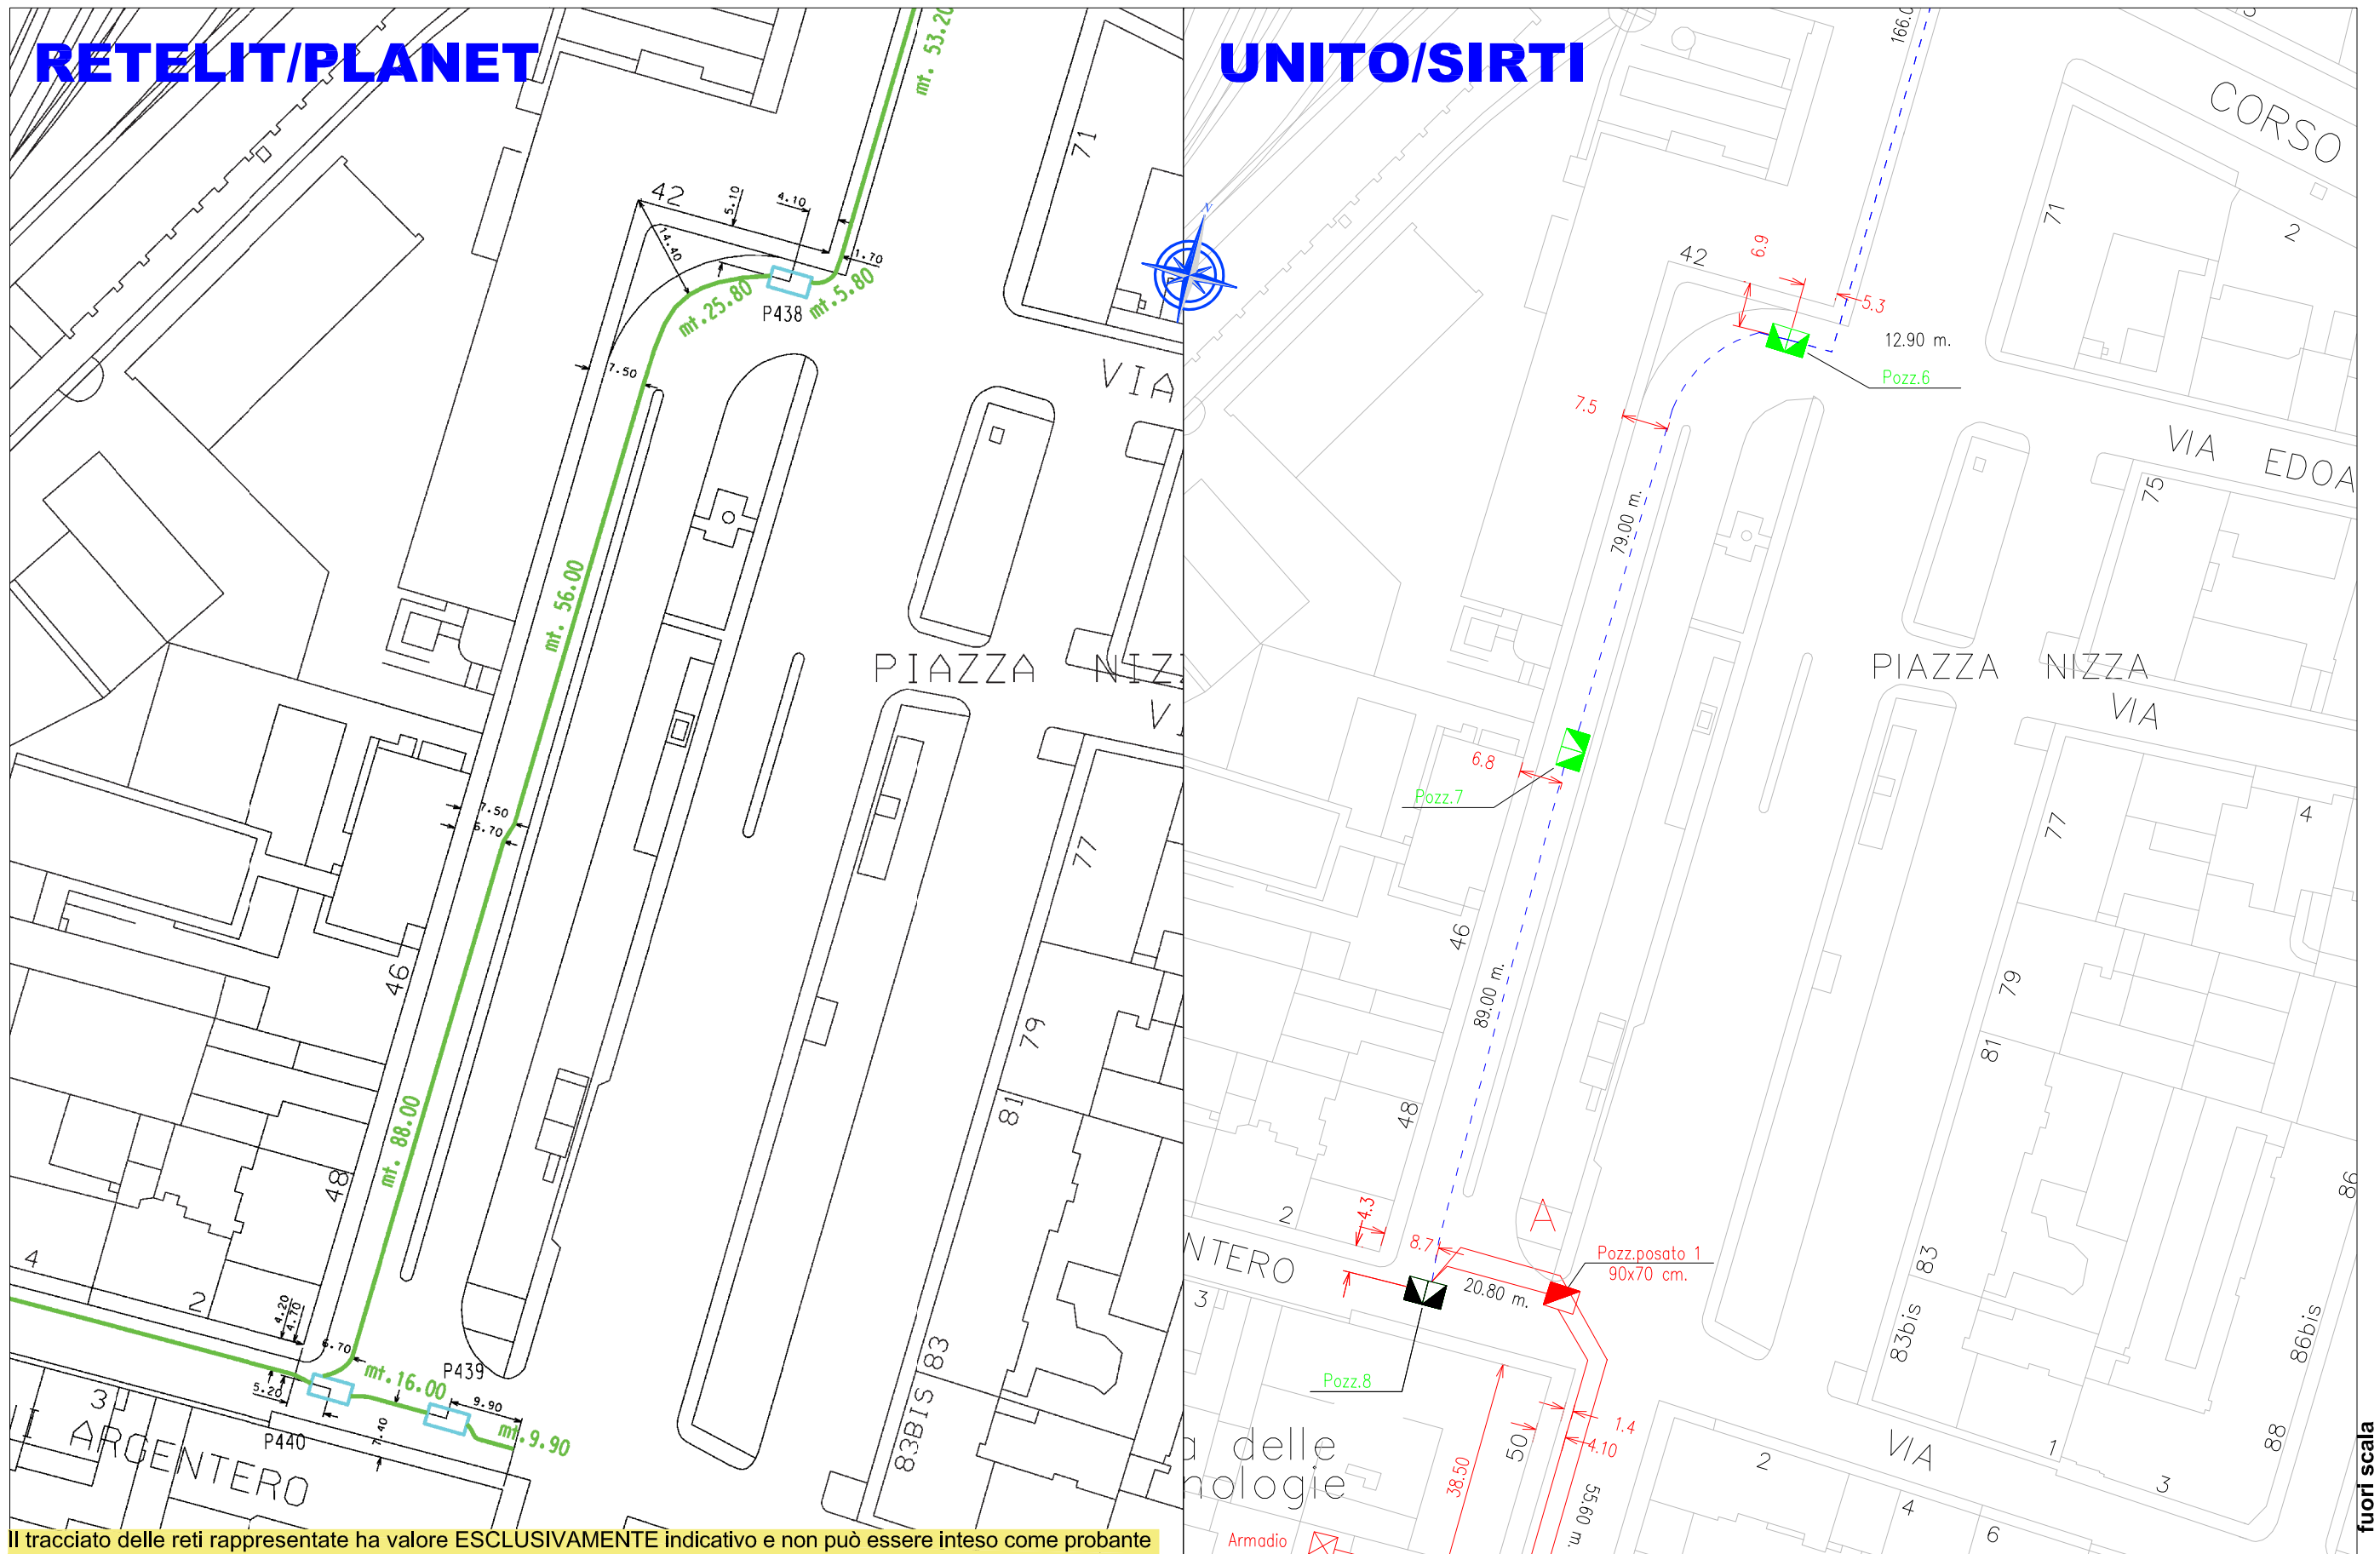 RETELIT/PLANET
mt. 53.20
71
42
5.10
4.10
14.40
1.70
mt.25.80
P438
mt.5.80
7.50
VIA
mt. 56.00
PIAZZA
7.50
77
46
79
81
mt. 88.00
48
4
2
4.20
4.70
6.70
mt.16.00
P439
83
5.20
9.90
3
7.40
mt.9.90
83BIS
P440
ARGENTERO
Il tracciato delle reti rappresentate ha valore ESCLUSIVAMENTE indicativo e non può essere inteso come probante
UNITO/SIRTI
N
CORSO
71
2
6.9
42
5.3
12.90 m.
Pozz.6
7.5
VIA
EDOA
75
79.00 m.
PIAZZA NIZZA
VIA
6.8
Pozz.7
77
4
46
89.00 m.
79
81
48
86
2
4.3
A
8.7
NTERO
Pozz.posato 1
90x70 cm.
83
20.80 m.
3
83bis
86bis
Pozz.8
1.4
4.10
50
delle
nologie
38.50
55.60 m.
VIA
1
88
2
3
4
6
Armadio
fuori scala